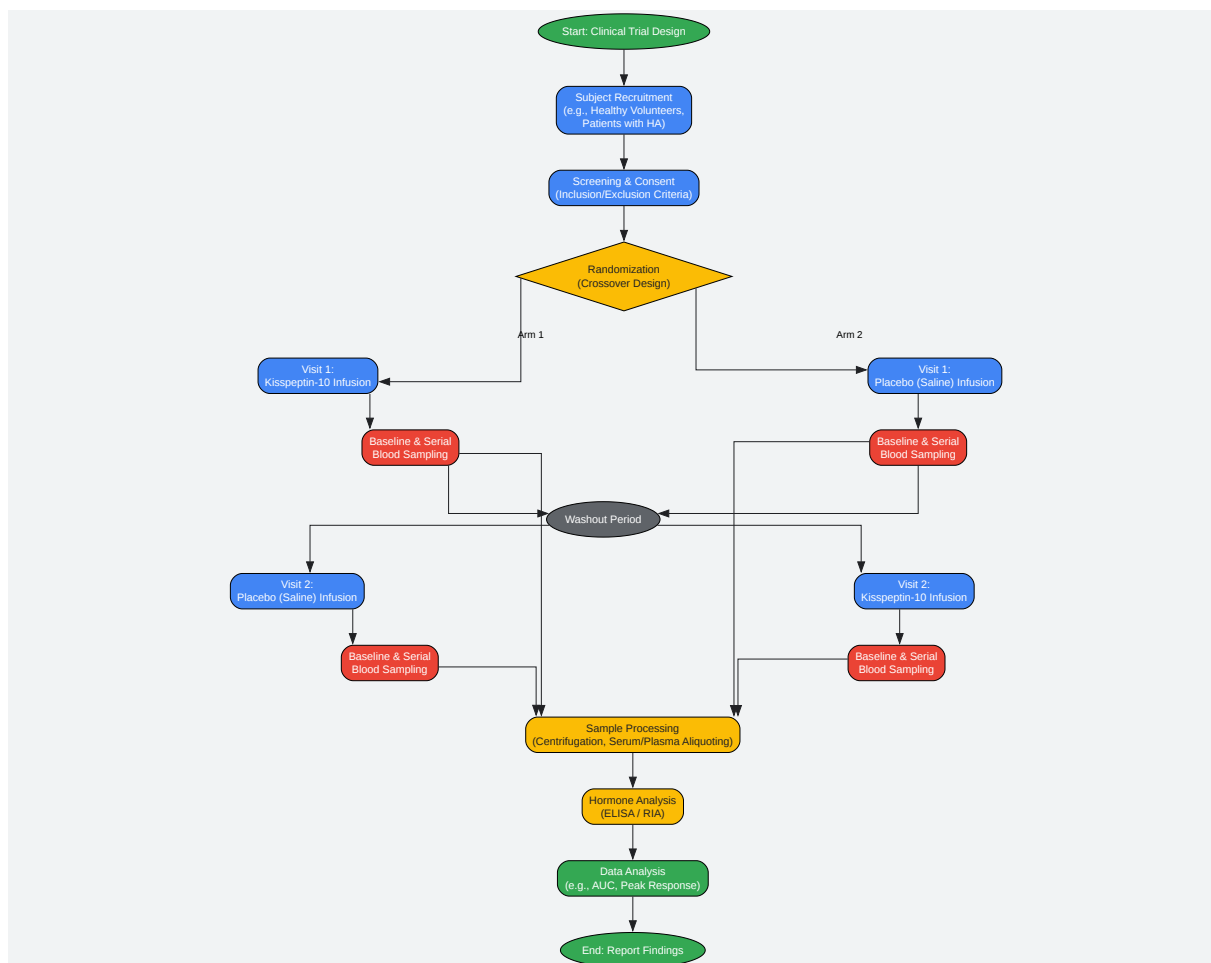 Start: Clinical Trial Design
Subject Recruitment
(e.g., Healthy Volunteers,
Patients with HA)
Screening & Consent
(Inclusion/Exclusion Criteria)
Randomization
(Crossover Design)
Arm 1
Arm 2
Visit 1:
Kisspeptin-10 Infusion
Visit 1:
Placebo (Saline) Infusion
Baseline & Serial
Blood Sampling
Baseline & Serial
Blood Sampling
Washout Period
Visit 2:
Placebo (Saline) Infusion
Visit 2:
Kisspeptin-10 Infusion
Baseline & Serial
Blood Sampling
Baseline & Serial
Blood Sampling
Sample Processing
(Centrifugation, Serum/Plasma Aliquoting)
Hormone Analysis
(ELISA / RIA)
Data Analysis
(e.g., AUC, Peak Response)
End: Report Findings